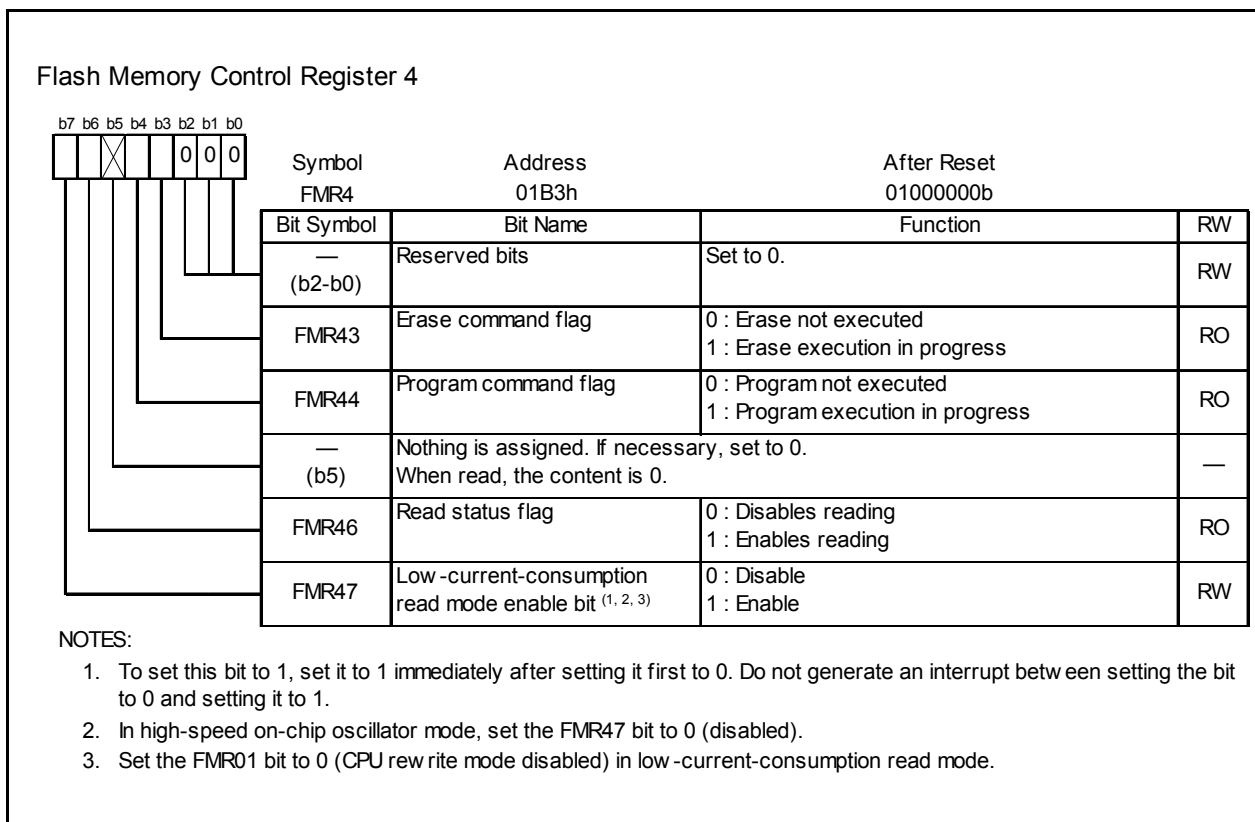 Flash Memory Control Register 4
b7 b6 b5 b4 b3 b2 b1 b0
0 0 0
Symbol Address After Reset
FMR4 01B3h 01000000b
Bit Symbol Bit Name Function RW
— (b2-b0) Reserved bits Set to 0. RW
FMR43 Erase command flag 0 : Erase not executed RO
1 : Erase execution in progress
FMR44 Program command flag 0 : Program not executed RO
1 : Program execution in progress
— (b5) Nothing is assigned. If necessary, set to 0. —
When read, the content is 0.
FMR46 Read status flag 0 : Disables reading RO
1 : Enables reading
FMR47 Low-current-consumption 0 : Disable RW
read mode enable bit (1, 2, 3) 1 : Enable
NOTES:
1. To set this bit to 1, set it to 1 immediately after setting it first to 0. Do not generate an interrupt between setting the bit
to 0 and setting it to 1.
2. In high-speed on-chip oscillator mode, set the FMR47 bit to 0 (disabled).
3. Set the FMR01 bit to 0 (CPU rewrite mode disabled) in low-current-consumption read mode.